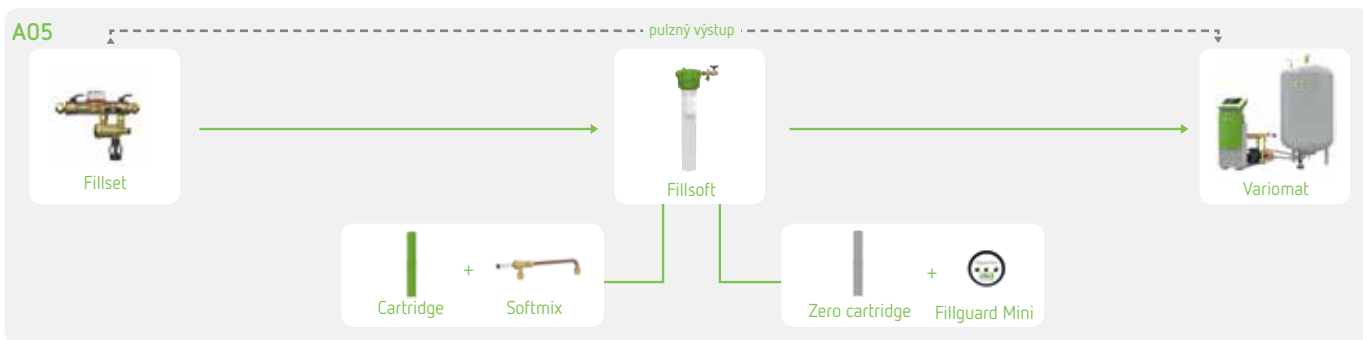 A05
pulzný výstup
Fillset
Fillsoft
Variomat
+
Cartridge
Softmix
+
Zero cartridge
Fillguard Mini